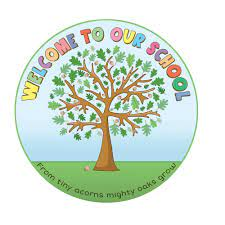 WELCOME TO OUR SCHOOL
From tiny acorns mighty oaks grow